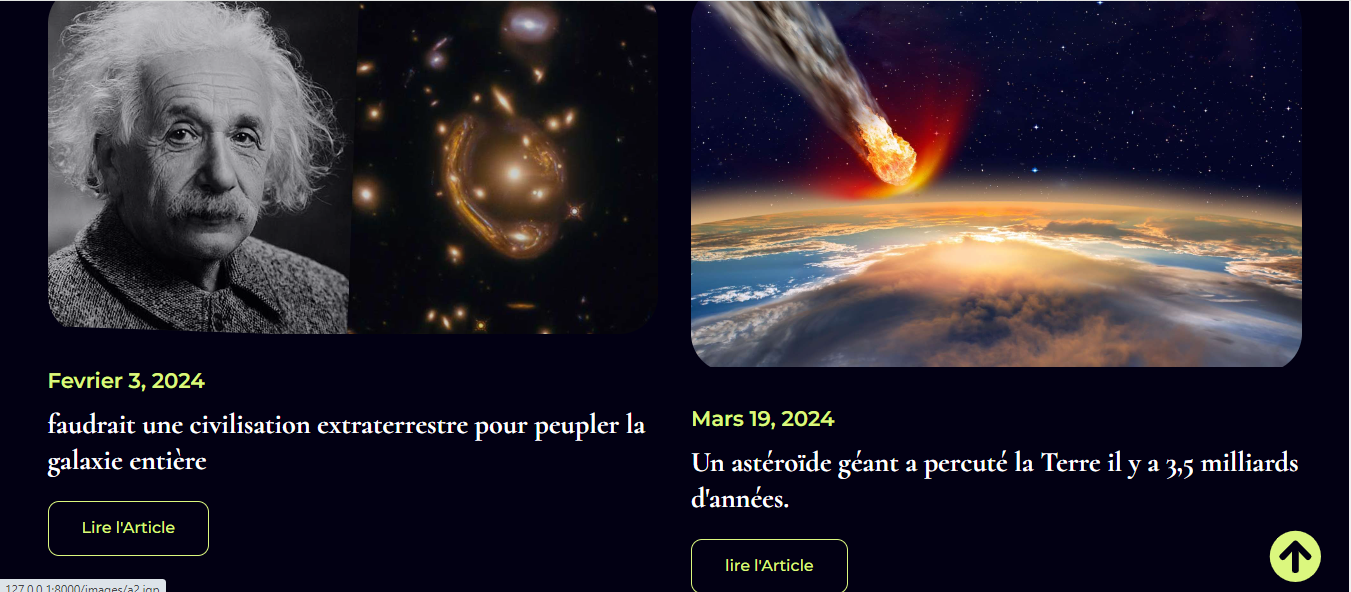 Fevrier 3, 2024
faudrait une civilisation extraterrestre pour peupler la
galaxie entière
Lire l'Article
Mars 19, 2024
Un astéroïde géant a percuté la Terre il y a 3,5 milliards
d'années.
lire l'Article
127.0.0.1:8000/images/a2.jpg